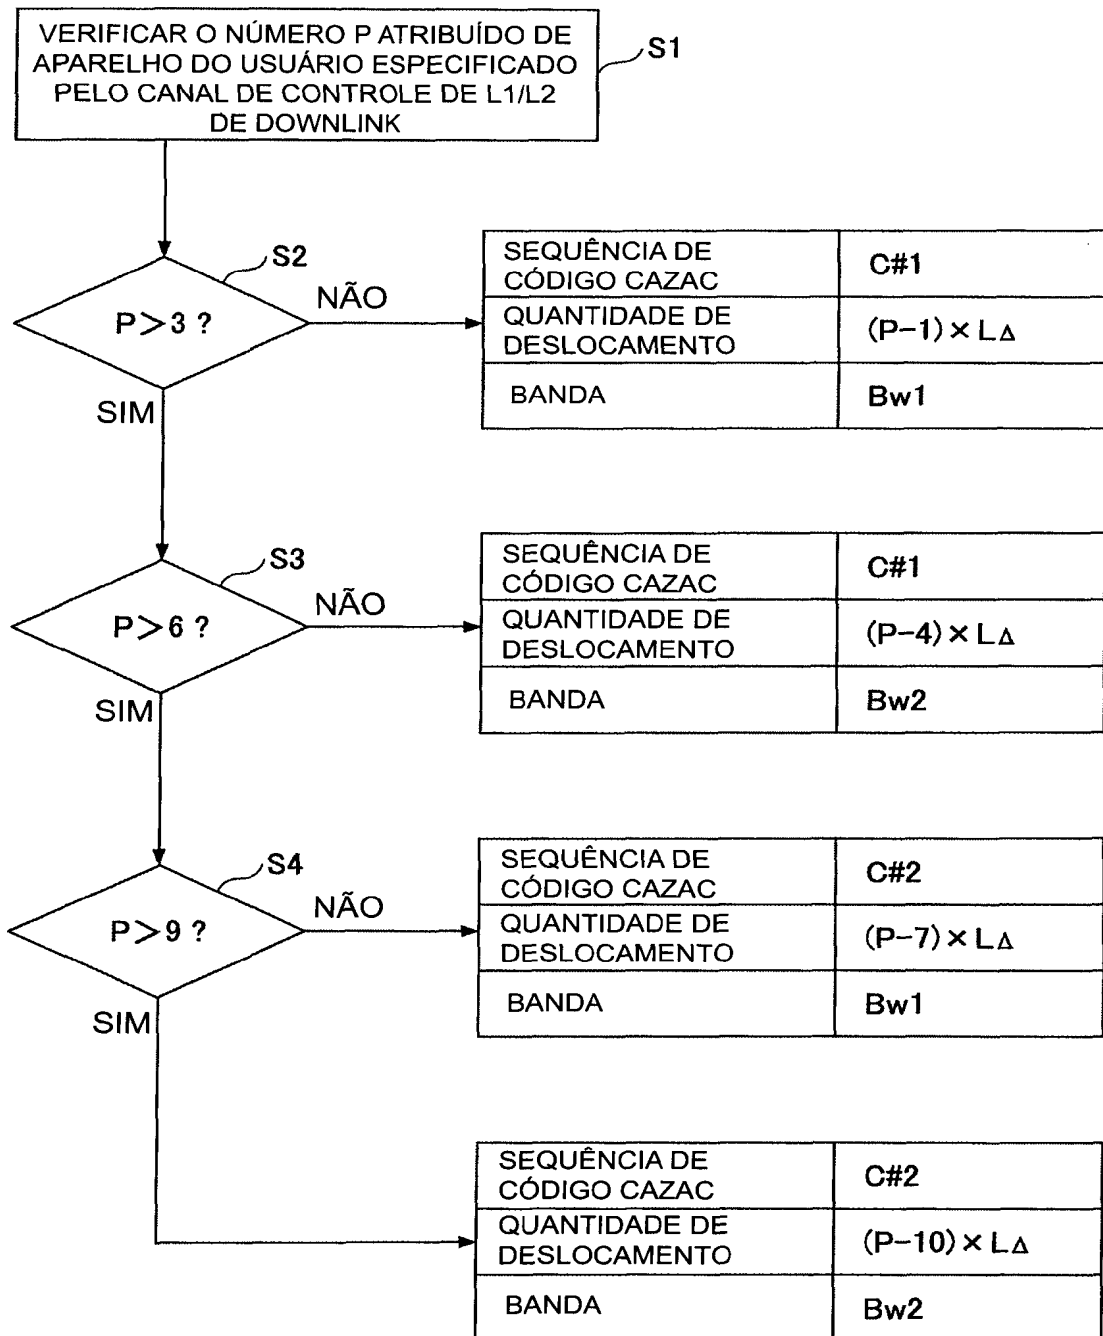 VERIFICAR O NÚMERO P ATRIBUÍDO DE
APARELHO DO USUÁRIO ESPECIFICADO
PELO CANAL DE CONTROLE DE L1/L2
DE DOWNLINK
S1
S2
P>3 ?
NÃO
SIM
SEQUÊNCIA DE
CÓDIGO CAZAC
C#1
QUANTIDADE DE
DESLOCAMENTO
(P-1)×LΔ
BANDA
Bw1
S3
P>6 ?
NÃO
SIM
SEQUÊNCIA DE
CÓDIGO CAZAC
C#1
QUANTIDADE DE
DESLOCAMENTO
(P-4)×LΔ
BANDA
Bw2
S4
P>9 ?
NÃO
SIM
SEQUÊNCIA DE
CÓDIGO CAZAC
C#2
QUANTIDADE DE
DESLOCAMENTO
(P-7)×LΔ
BANDA
Bw1
SEQUÊNCIA DE
CÓDIGO CAZAC
C#2
QUANTIDADE DE
DESLOCAMENTO
(P-10)×LΔ
BANDA
Bw2